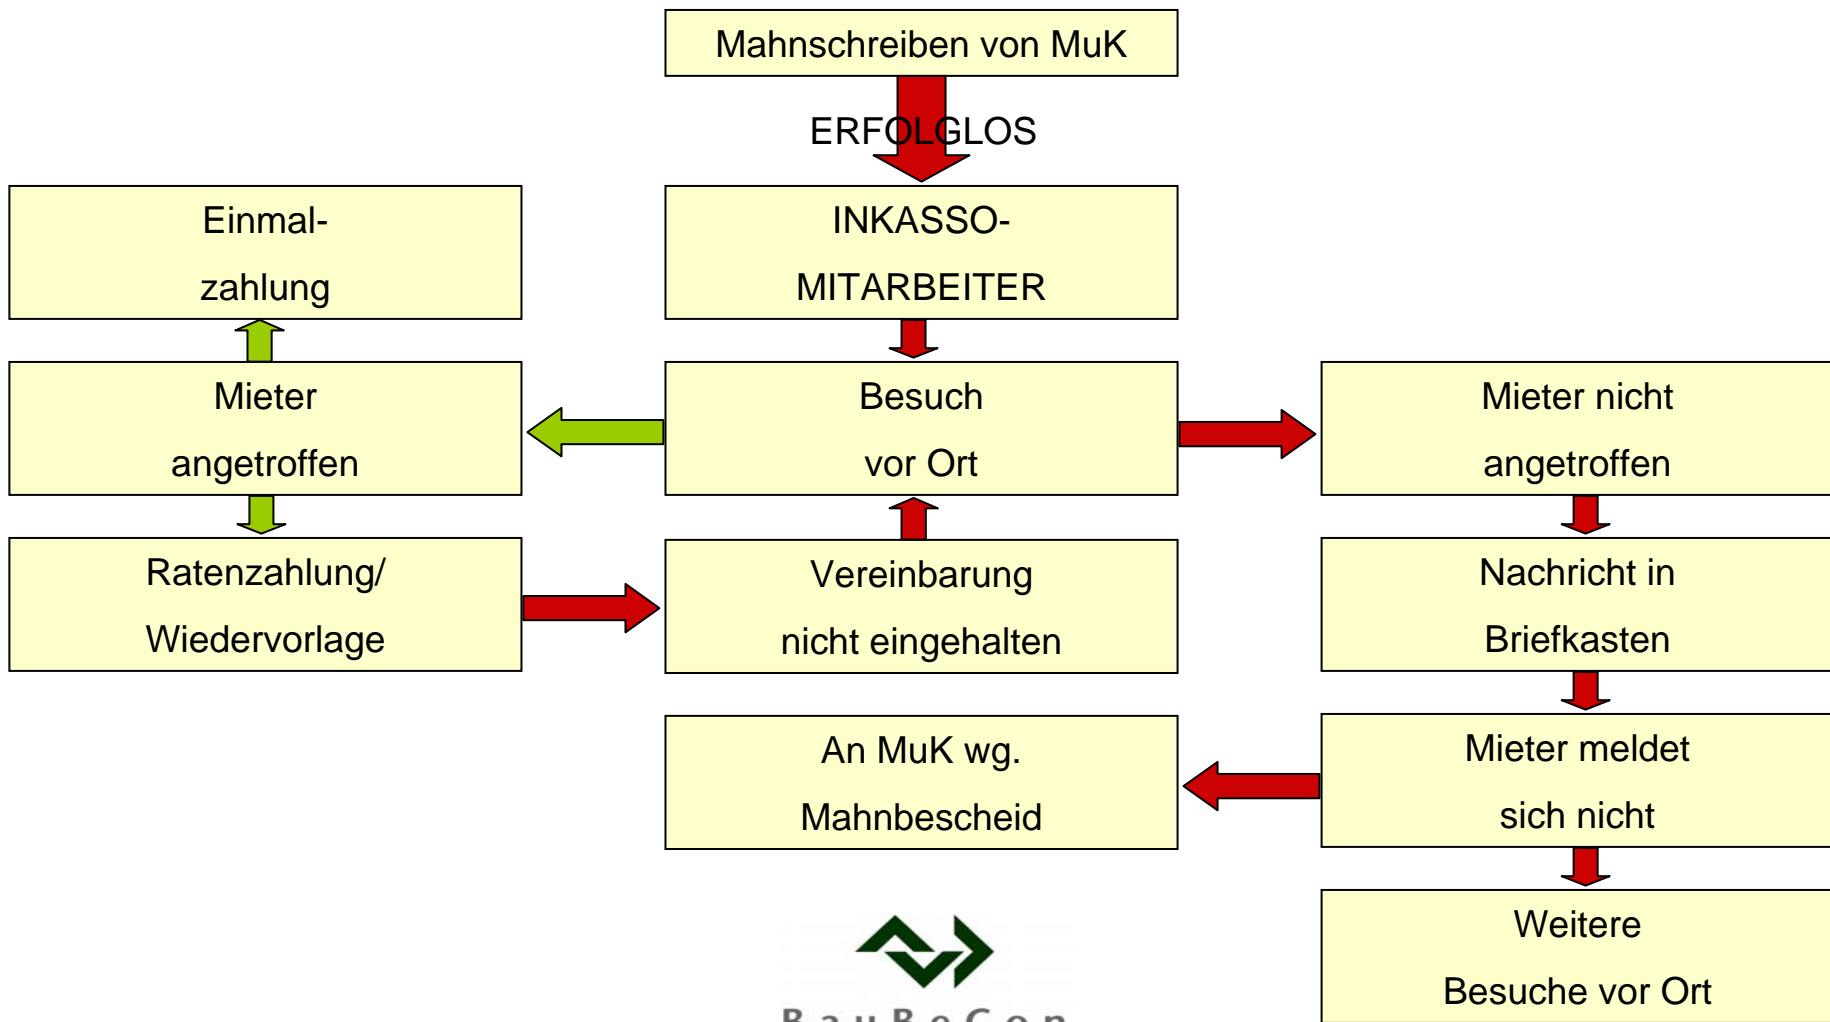 Mahnschreiben von MuK
ERFOLGLOS
Einmal-
zahlung
INKASSO-
MITARBEITER
Mieter
angetroffen
Besuch
vor Ort
Mieter nicht
angetroffen
Ratenzahlung/
Wiedervorlage
Vereinbarung
nicht eingehalten
Nachricht in
Briefkasten
An MuK wg.
Mahnbescheid
Mieter meldet
sich nicht
Weitere
Besuche vor Ort
BauBeCon